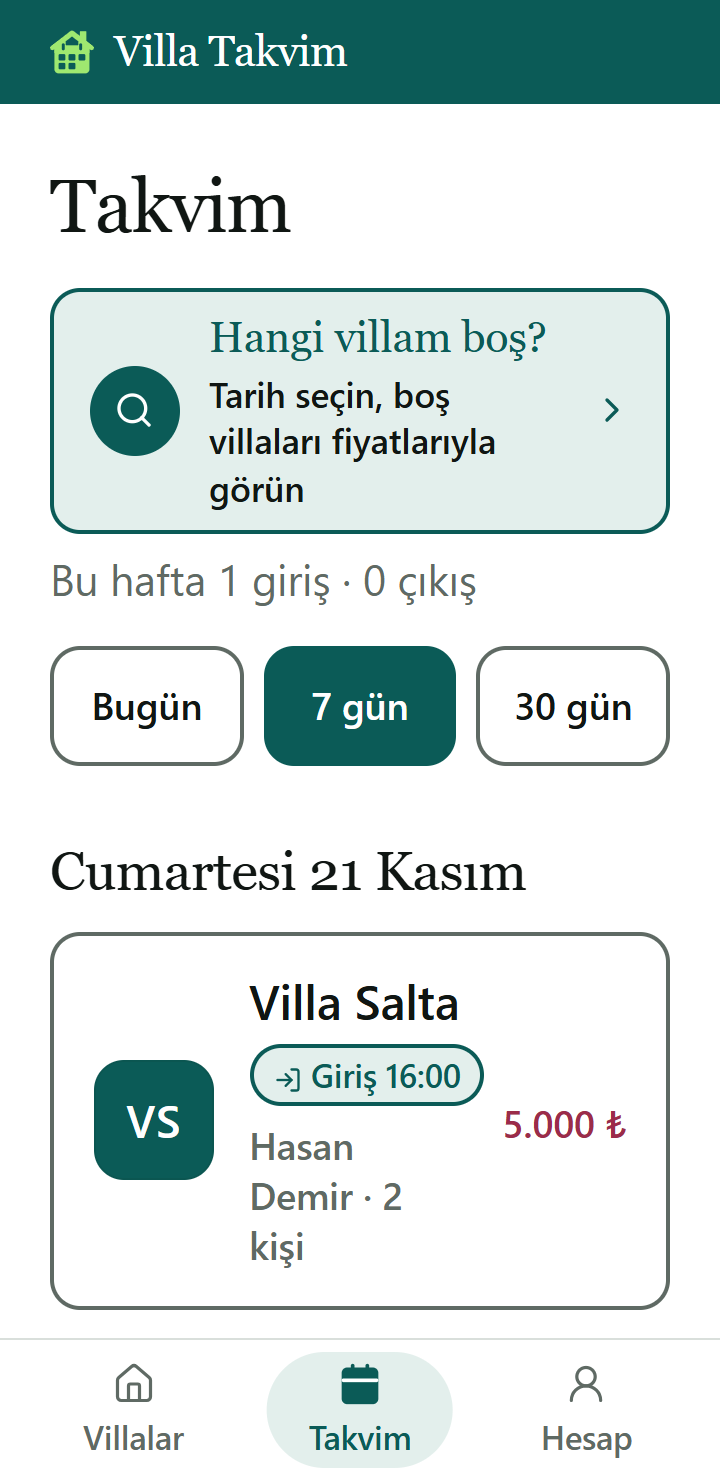 Villa Takvim
Takvim
Hangi villam boş?
Tarih seçin, boş
villaları fiyatlarıyla
görün
Bu hafta 1 giriş · 0 çıkış
Bugün
7 gün
30 gün
Cumartesi 21 Kasım
Villa Salta
Giriş 16:00
VS
5.000 ₺
Hasan
Demir · 2
kişi
Villalar
Takvim
Hesap